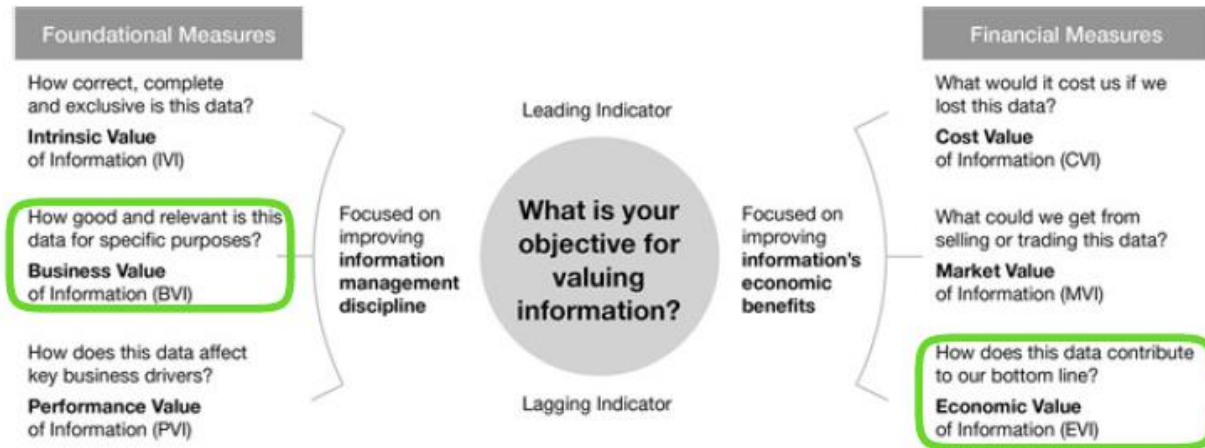 Foundational Measures
How correct, complete
and exclusive is this data?
Intrinsic Value
of Information (IVI)
How good and relevant is this
data for specific purposes?
Business Value
of Information (BVI)
How does this data affect
key business drivers?
Performance Value
of Information (PVI)
Focused on
improving
information
management
discipline
Leading Indicator
What is your
objective for
valuing
information?
Lagging Indicator
Focused on
improving
information's
economic
benefits
Financial Measures
What would it cost us if we
lost this data?
Cost Value
of Information (CVI)
What could we get from
selling or trading this data?
Market Value
of Information (MVI)
How does this data contribute
to our bottom line?
Economic Value
of Information (EVI)